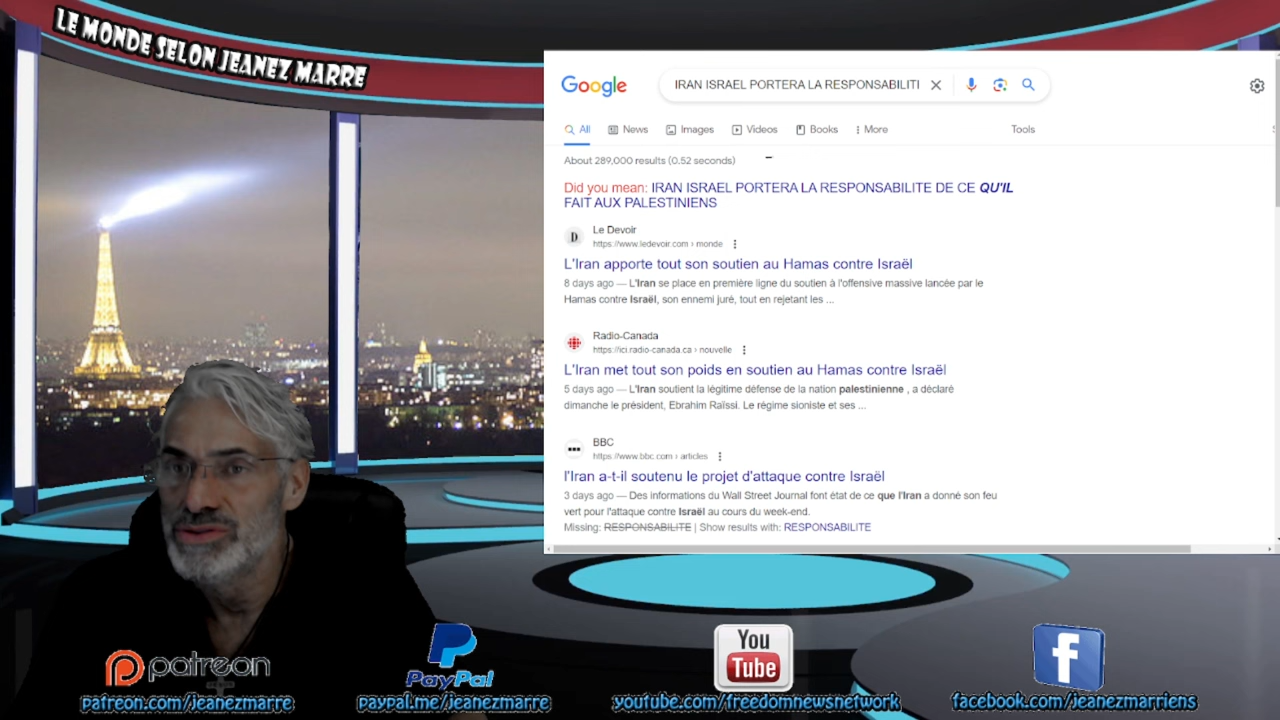 LE MONDE SELON JEANEZ MARRE
Google
IRAN ISRAEL PORTERA LA RESPONSABILITI
All News Images Videos Books More Tools
About 289,000 results (0.52 seconds)
Did you mean: IRAN ISRAEL PORTERA LA RESPONSABILITE DE CE QU'IL
FAIT AUX PALESTINIENS
Le Devoir
https://www.ledevoir.com › monde
L'Iran apporte tout son soutien au Hamas contre Israël
8 days ago — L'Iran se place en première ligne du soutien à l'offensive massive lancée par le
Hamas contre Israël, son ennemi juré, tout en rejetant les ...
Radio-Canada
https://ici.radio-canada.ca › nouvelle
L'Iran met tout son poids en soutien au Hamas contre Israël
5 days ago — L'Iran soutient la légitime défense de la nation palestinienne , a déclaré
dimanche le président, Ebrahim Raïssi. Le régime sioniste et ses ...
BBC
https://www.bbc.com › articles
l'Iran a-t-il soutenu le projet d'attaque contre Israël
3 days ago — Des informations du Wall Street Journal font état de ce que l'Iran a donné son feu
vert pour l'attaque contre Israël au cours du week-end.
Missing: RESPONSABILITE | Show results with: RESPONSABILITE
patreon
patreon.com/jeanezmarre
PayPal
paypal.me/jeanezmarre
You
Tube
youtube.com/freedomnewsnetwork
f
facebook.com/jeanezmarriens